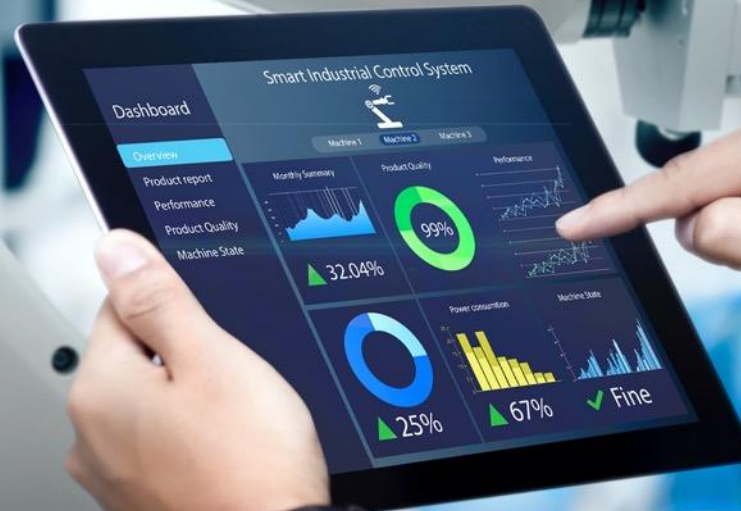 Smart Industrial Control System
Dashboard
Machine 1 Machine 2 Machine 3
Overview
Product report
Performance
Product Quality
Machine State
Monthly Summary
32.04%
Product Quality
99%
Performance
25%
Power consumtion
67%
Machine State
Fine